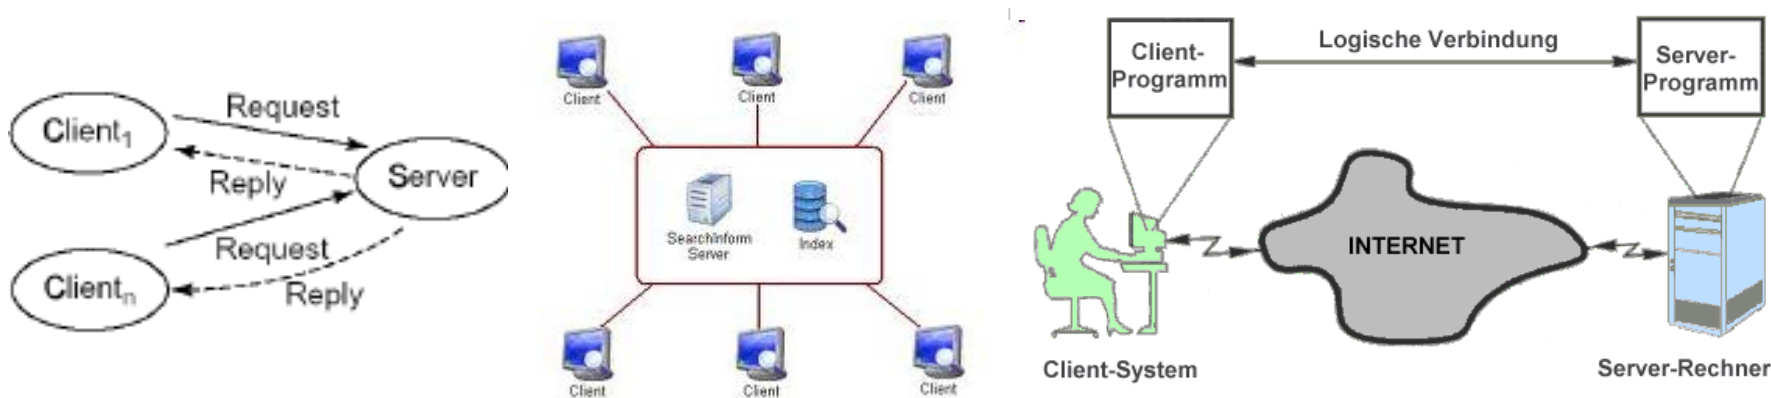 Client1
Request
Reply
Server
Request
Clientn
Reply
Client
Client
Client
SearchInform
Server
Index
Client
Client
Client
Client-
Programm
Logische Verbindung
Server-
Programm
INTERNET
Client-System
Server-Rechner